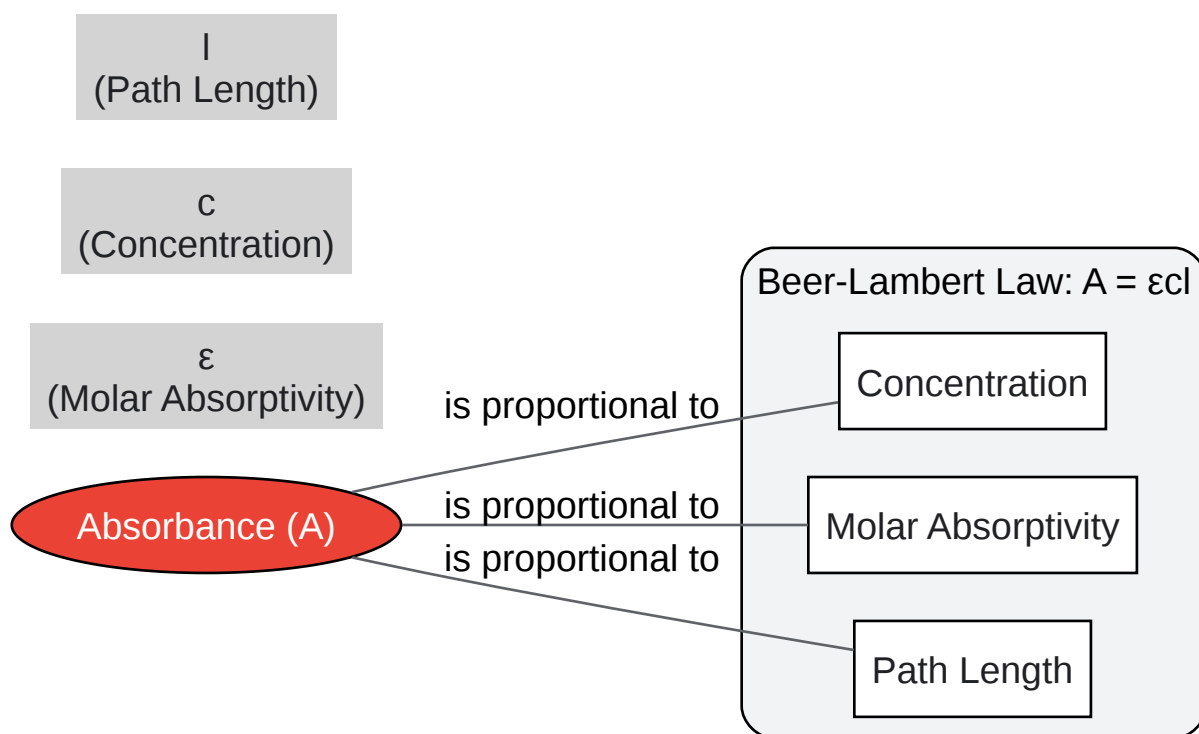 l
(Path Length)
c
(Concentration)
ε
(Molar Absorptivity)
Absorbance (A)
is proportional to
is proportional to
is proportional to
Beer-Lambert Law: A = εcl
Concentration
Molar Absorptivity
Path Length